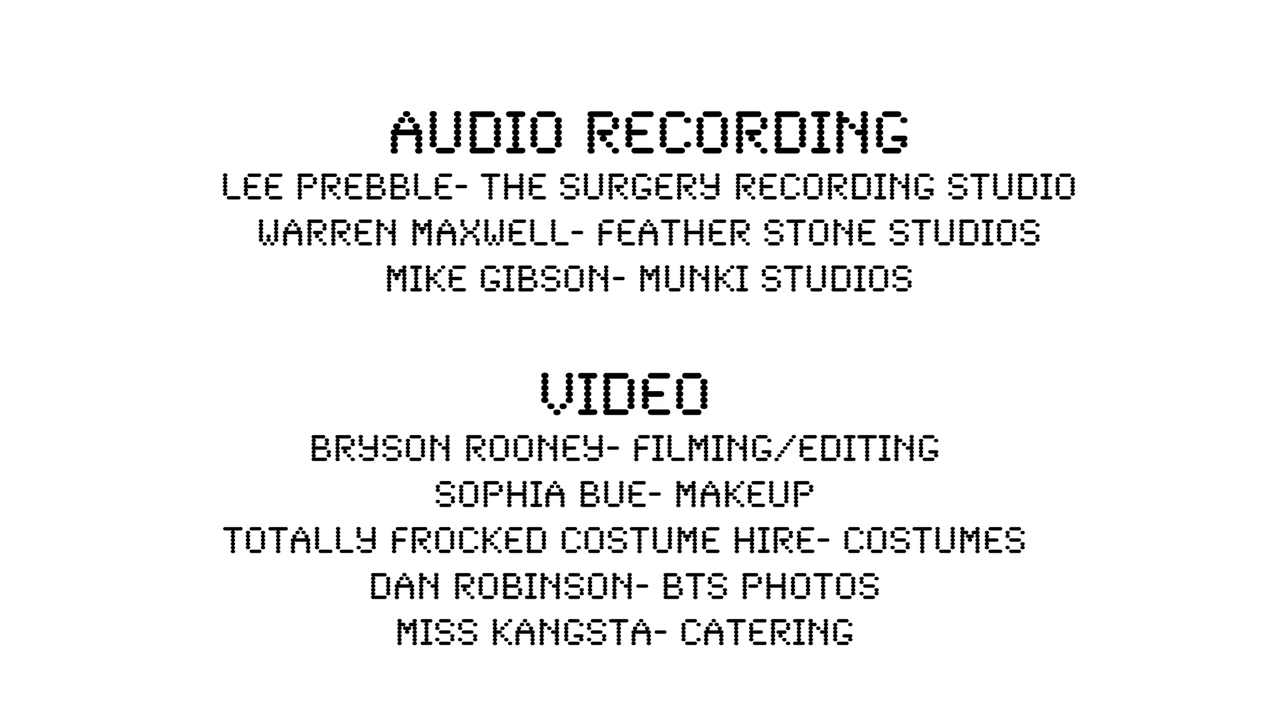 AUDIO RECORDING
LEE PREBBLE- THE SURGERY RECORDING STUDIO
WARREN MAXWELL- FEATHER STONE STUDIOS
MIKE GIBSON- MUNKI STUDIOS
VIDEO
BRYSON ROONEY- FILMING/EDITING
SOPHIA BUE- MAKEUP
TOTALLY FROCKED COSTUME HIRE- COSTUMES
DAN ROBINSON- BTS PHOTOS
MISS KANGSTA- CATERING